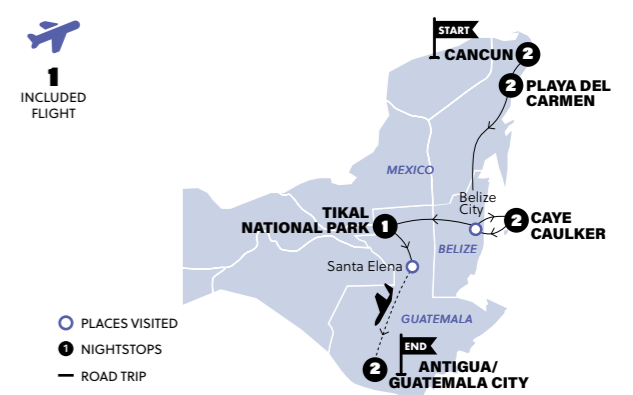 1
INCLUDED
FLIGHT
START
CANCUN 2
2 PLAYA DEL
CARMEN
MEXICO
Belize
City
2 CAYE
CAULKER
TIKAL
NATIONAL PARK 1
BELIZE
Santa Elena
GUATEMALA
PLACES VISITED
1 NIGHTSTOPS
ROAD TRIP
END
2 ANTIGUA/
GUATEMALA CITY